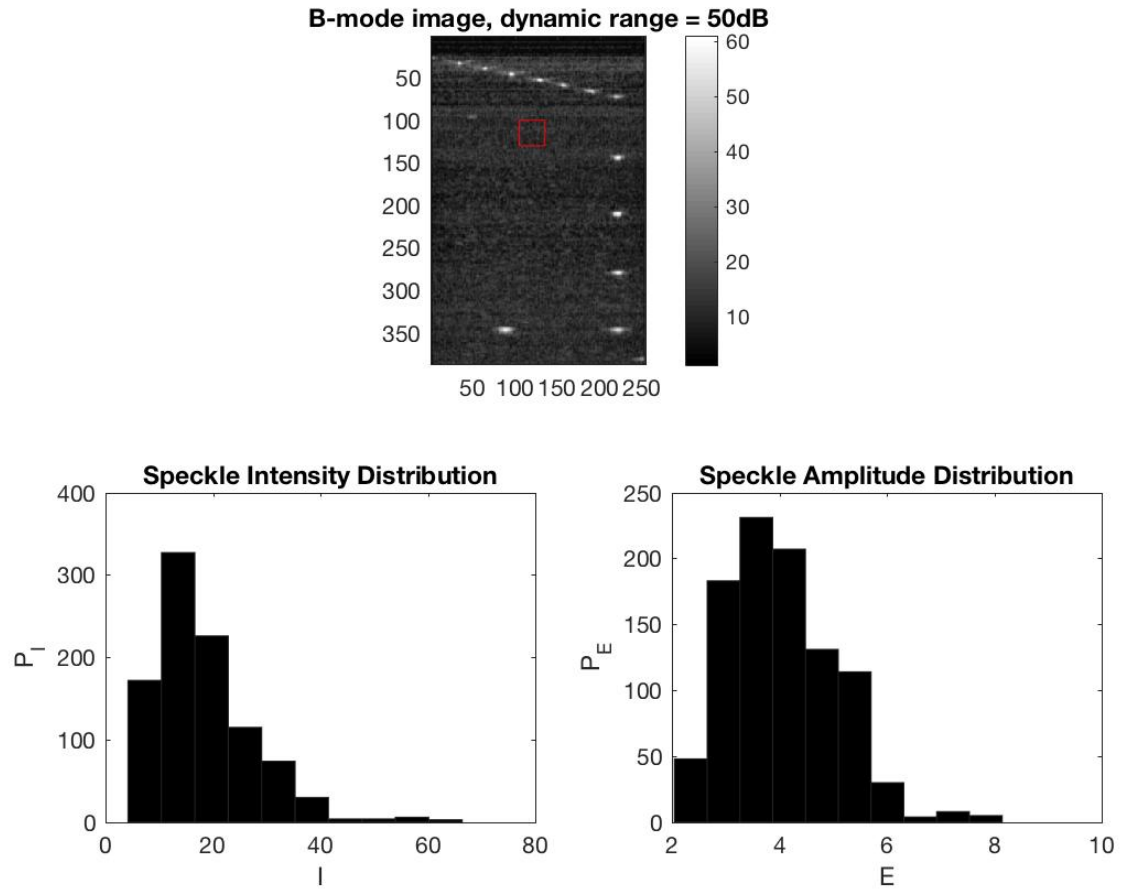 B-mode image, dynamic range = 50dB
50
100
150
200
250
300
350
50 100 150 200 250
60
50
40
30
20
10
Speckle Intensity Distribution
400
300
200
100
0
P_I
0 20 40 60 80
I
Speckle Amplitude Distribution
250
200
150
100
50
0
P_E
2 4 6 8 10
E